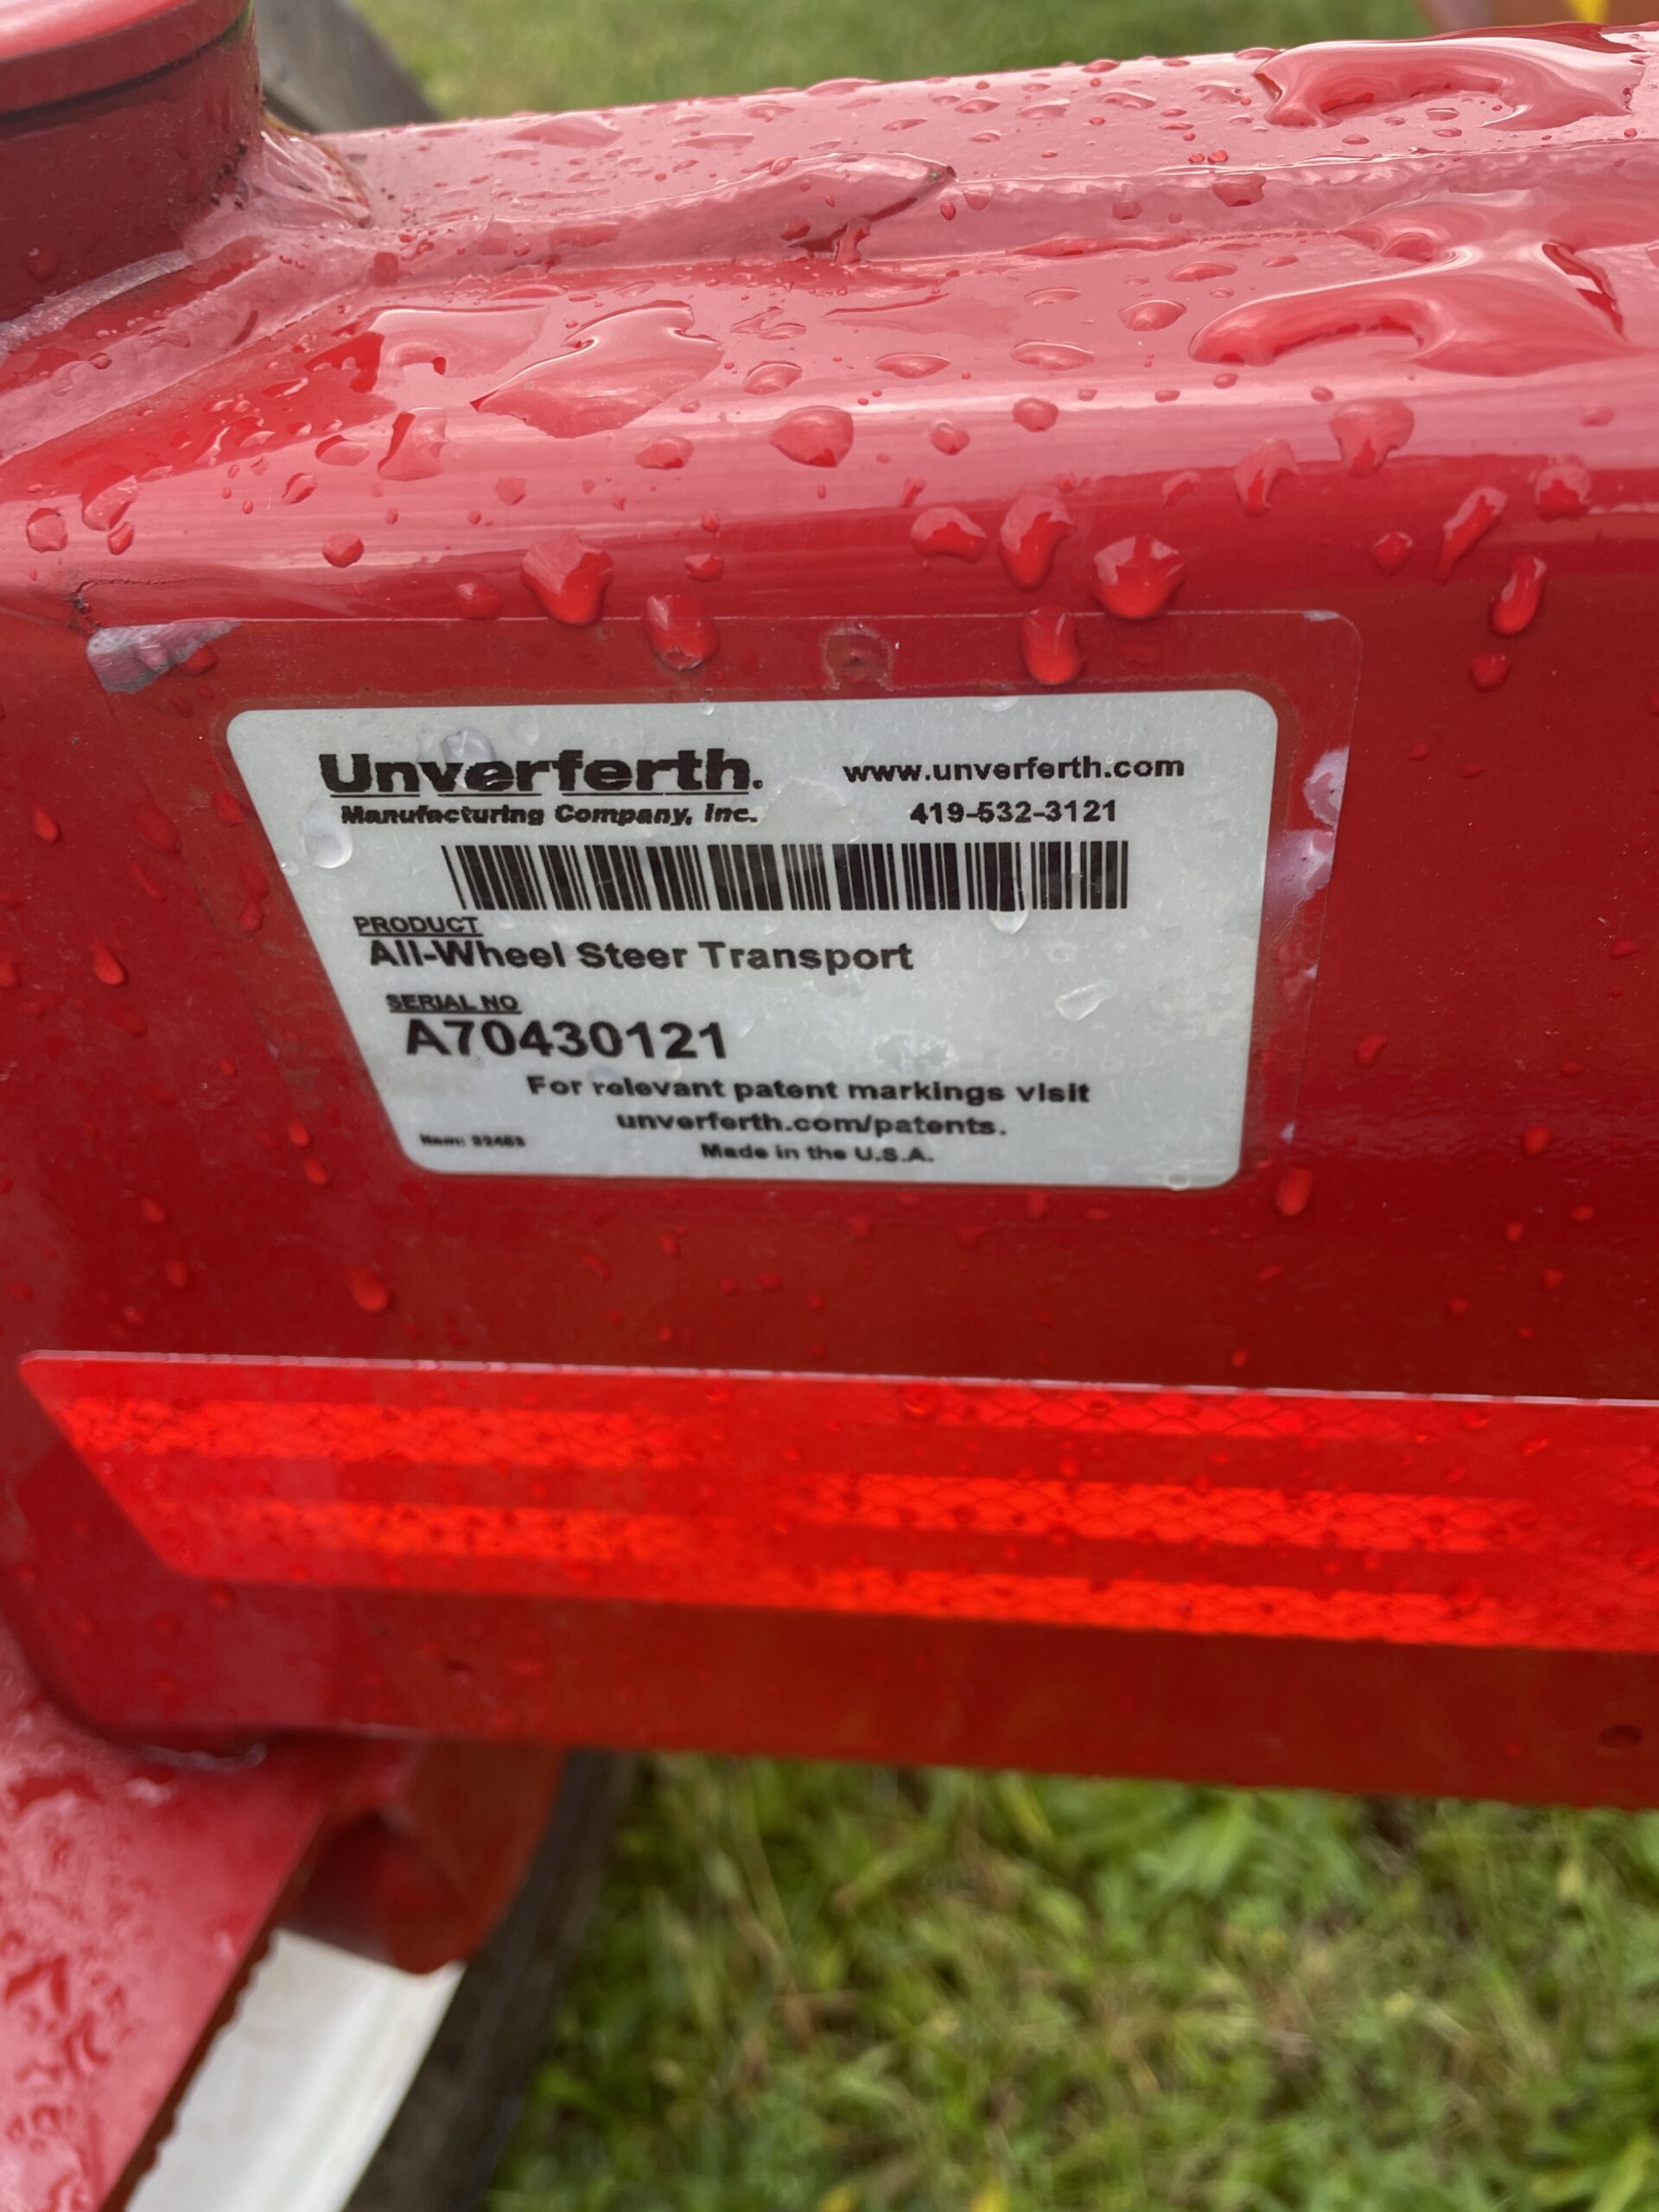 Unverferth.
Manufacturing Company, Inc.
www.unverferth.com
419-532-3121
PRODUCT
All-Wheel Steer Transport
SERIAL NO
A70430121
For relevant patent markings visit
unverferth.com/patents.
Item:
Made in the U.S.A.